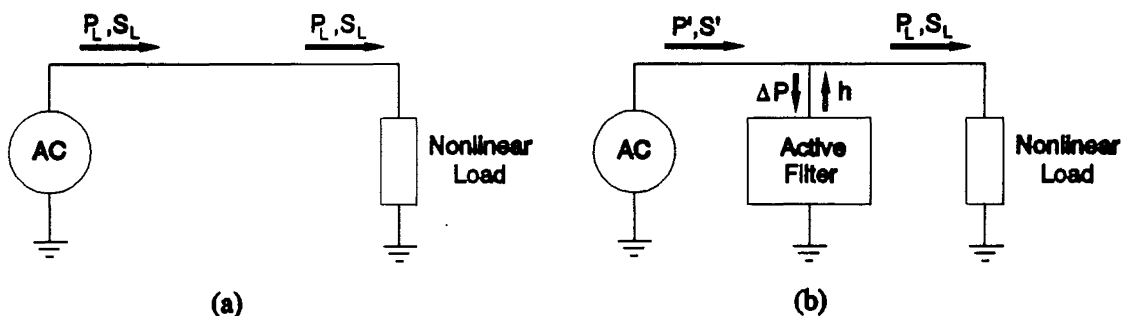 P_L,S_L
P_L,S_L
AC
Nonlinear
Load
(a)
P',S'
P_L,S_L
ΔP
h
AC
Active
Filter
Nonlinear
Load
(b)